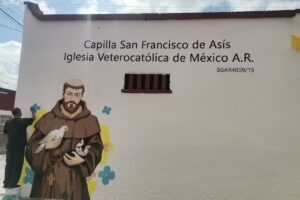 Capilla San Francisco de Asís
Iglesia Veterocatólica de México A.R.
SGAR4009/15